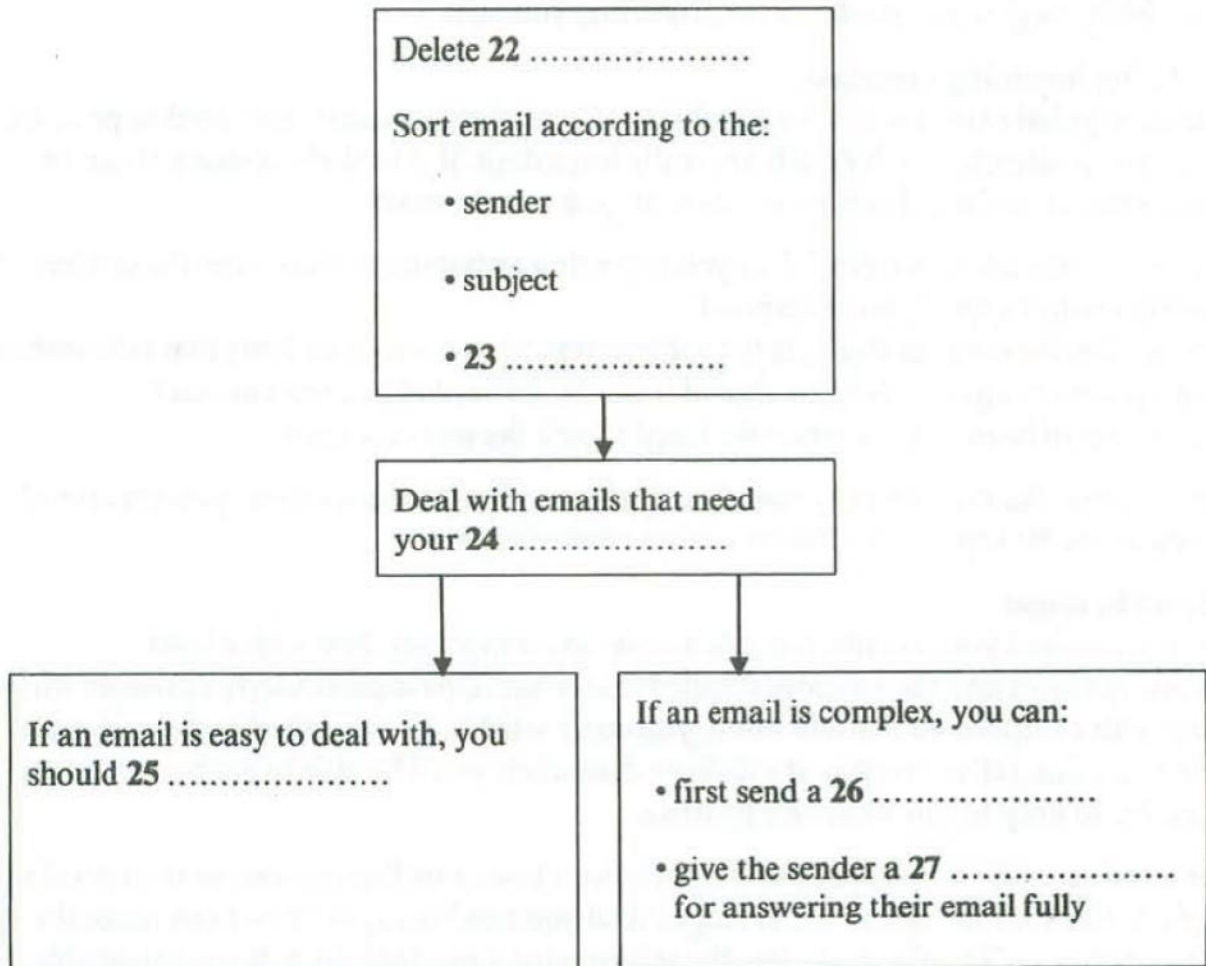 Delete 22 .....................
Sort email according to the:
• sender
• subject
• 23 .....................
Deal with emails that need
your 24 .....................
If an email is easy to deal with, you
should 25 .....................
If an email is complex, you can:
• first send a 26 .....................
• give the sender a 27 .....................
for answering their email fully